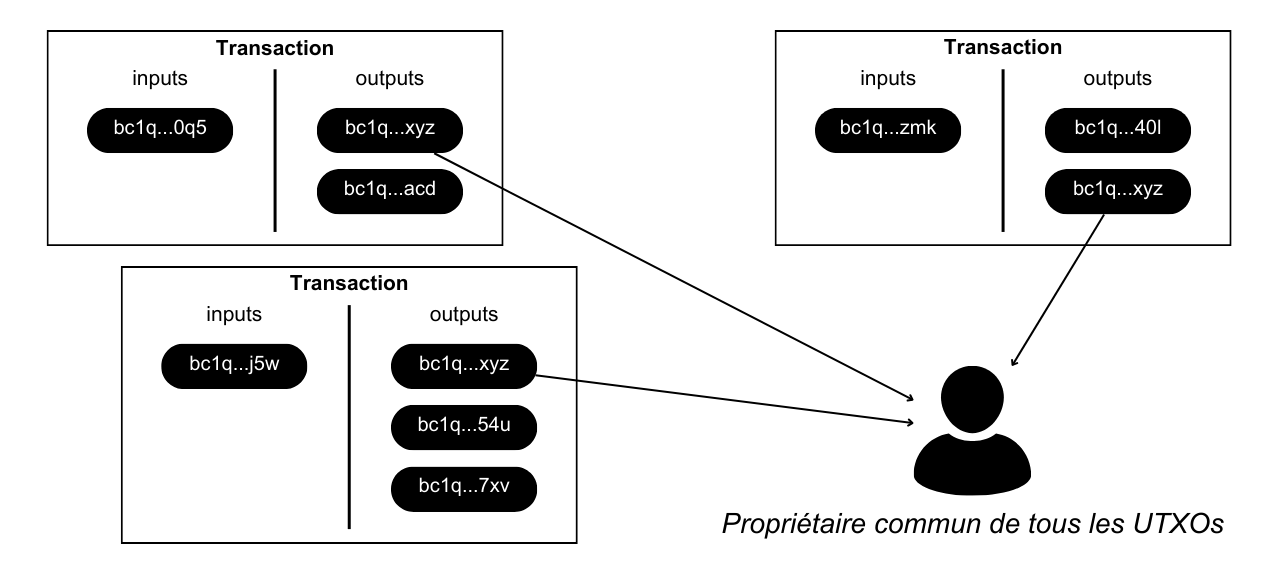 Transaction
inputs
outputs
bc1q...0q5
bc1q...xyz
bc1q...acd
Transaction
inputs
outputs
bc1q...zmk
bc1q...40l
bc1q...xyz
Transaction
inputs
outputs
bc1q...j5w
bc1q...xyz
bc1q...54u
bc1q...7xv
Propriétaire commun de tous les UTXOs